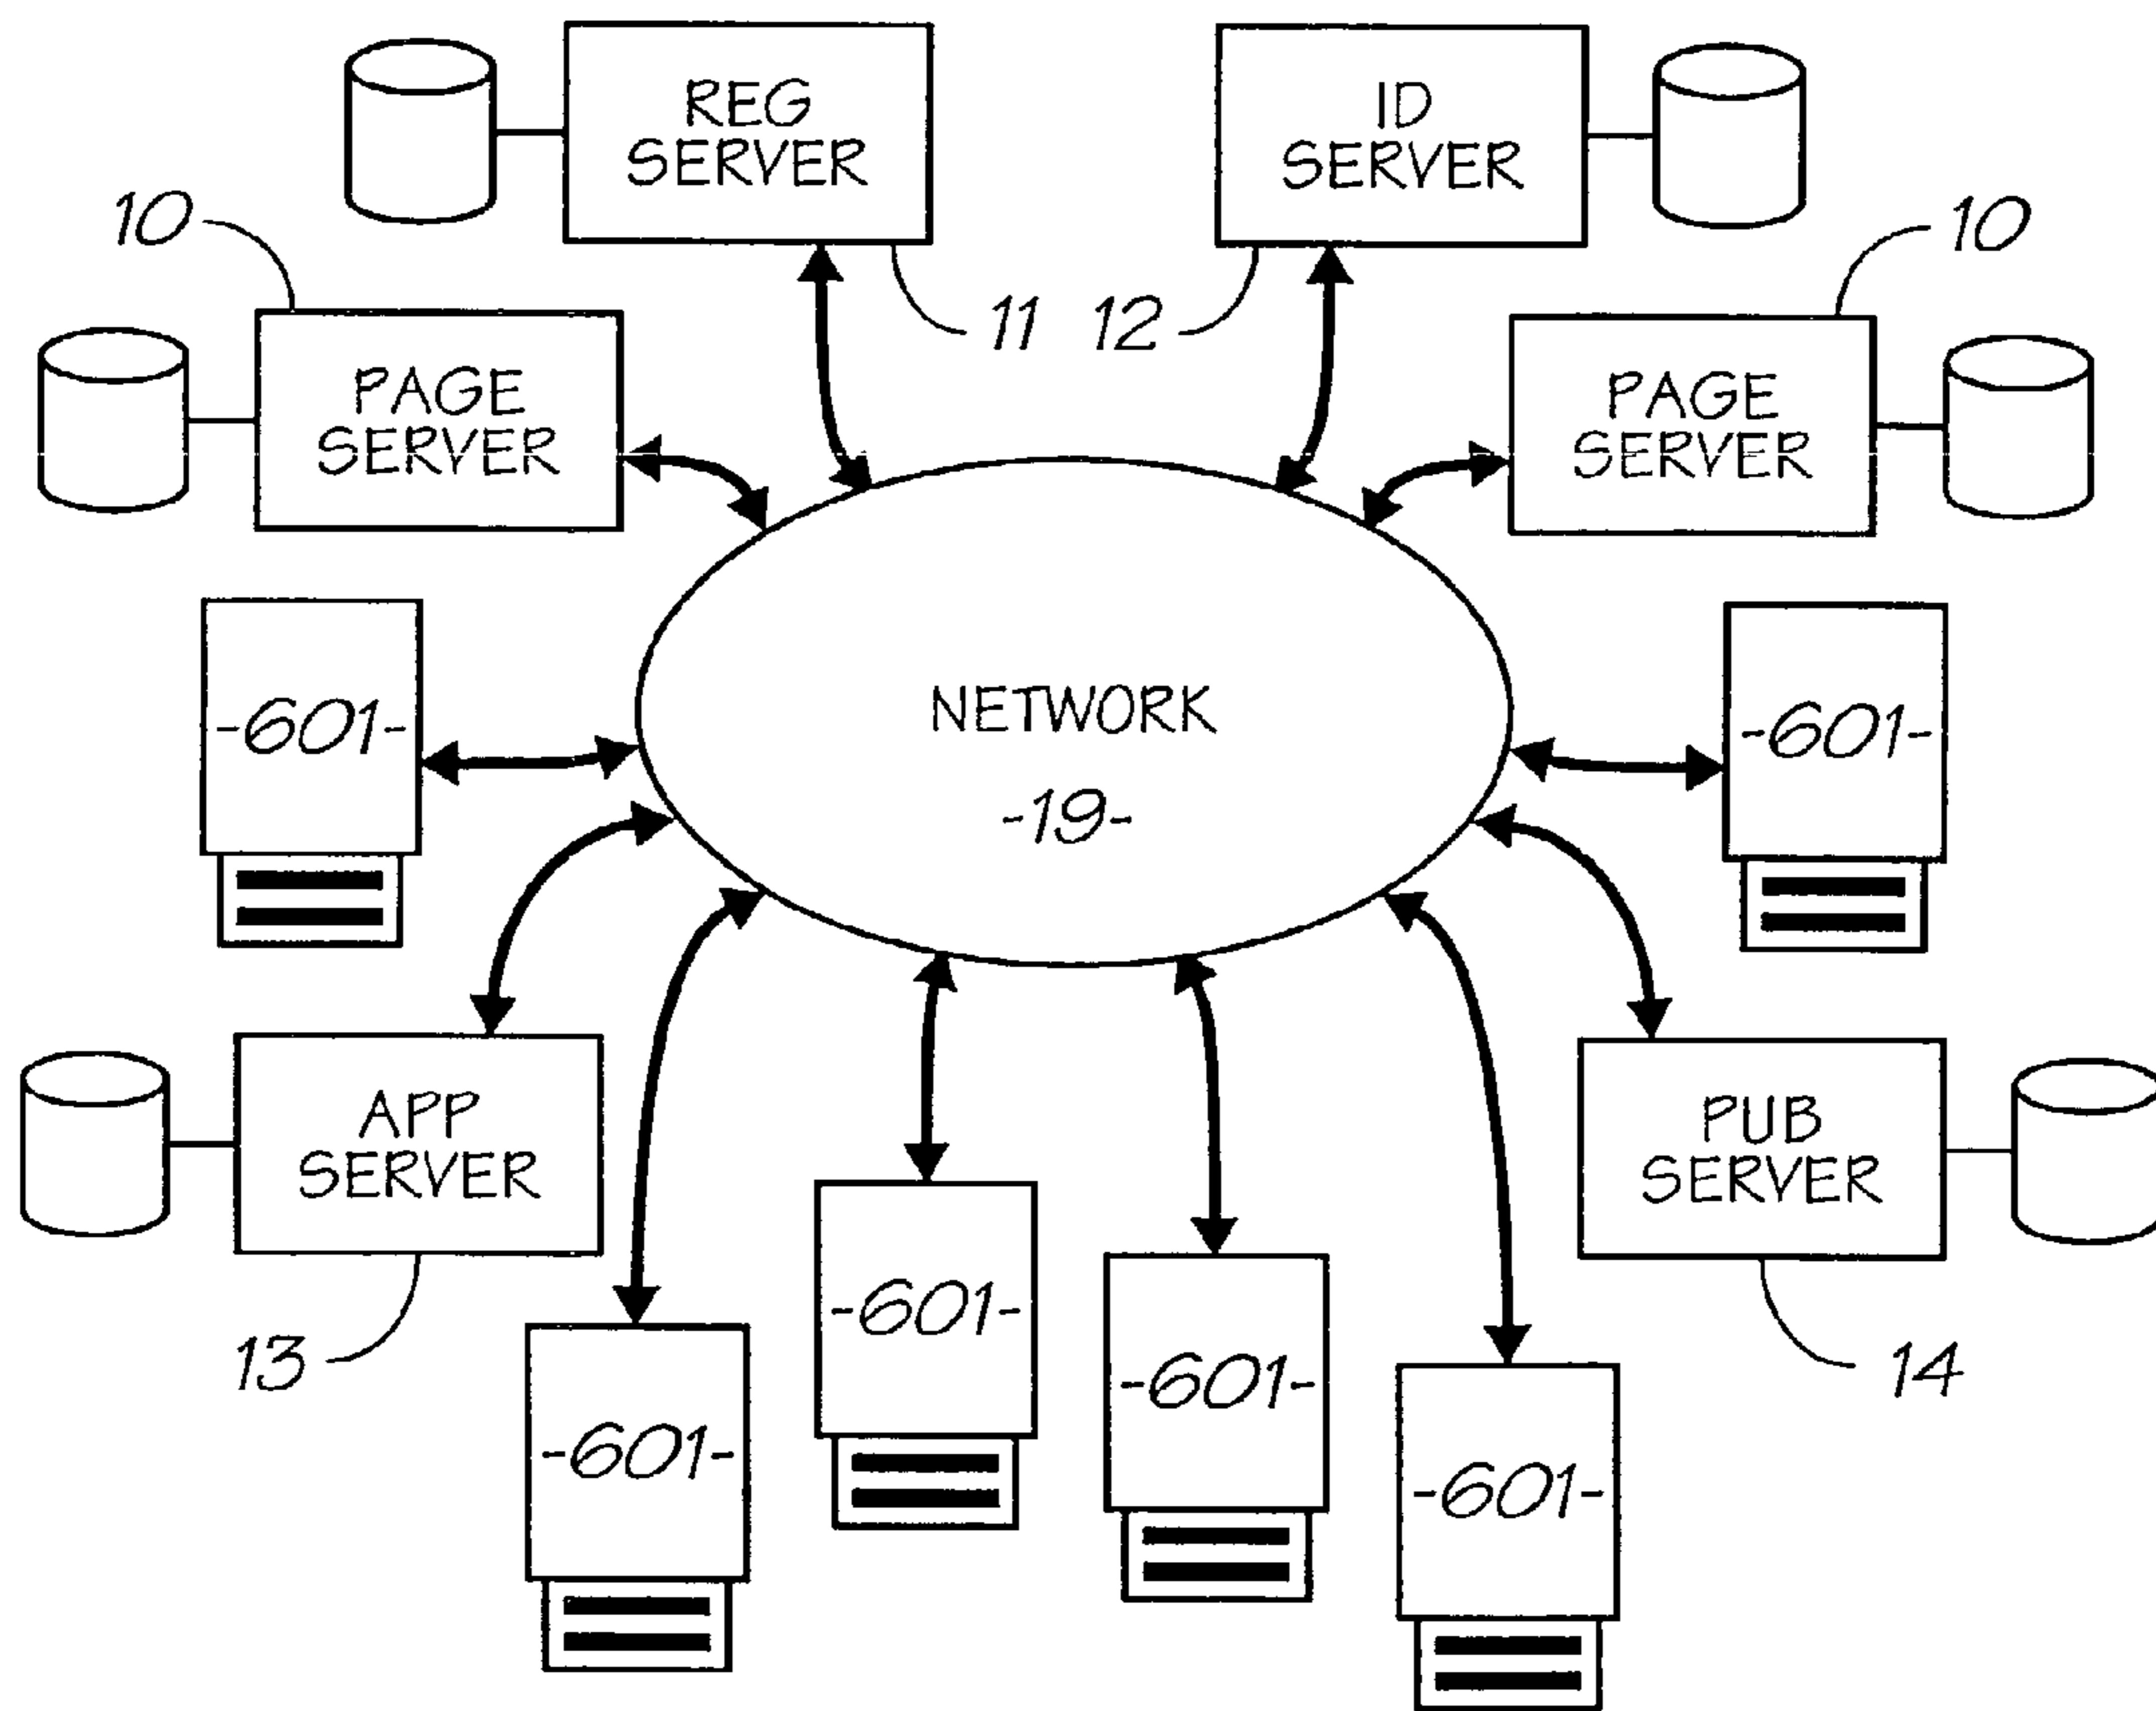 REG
SERVER
ID
SERVER
10
10
11
12
PAGE
SERVER
PAGE
SERVER
-601-
NETWORK
-19-
-601-
APP
SERVER
PUB
SERVER
-601-
-601-
13
14
-601-
-601-